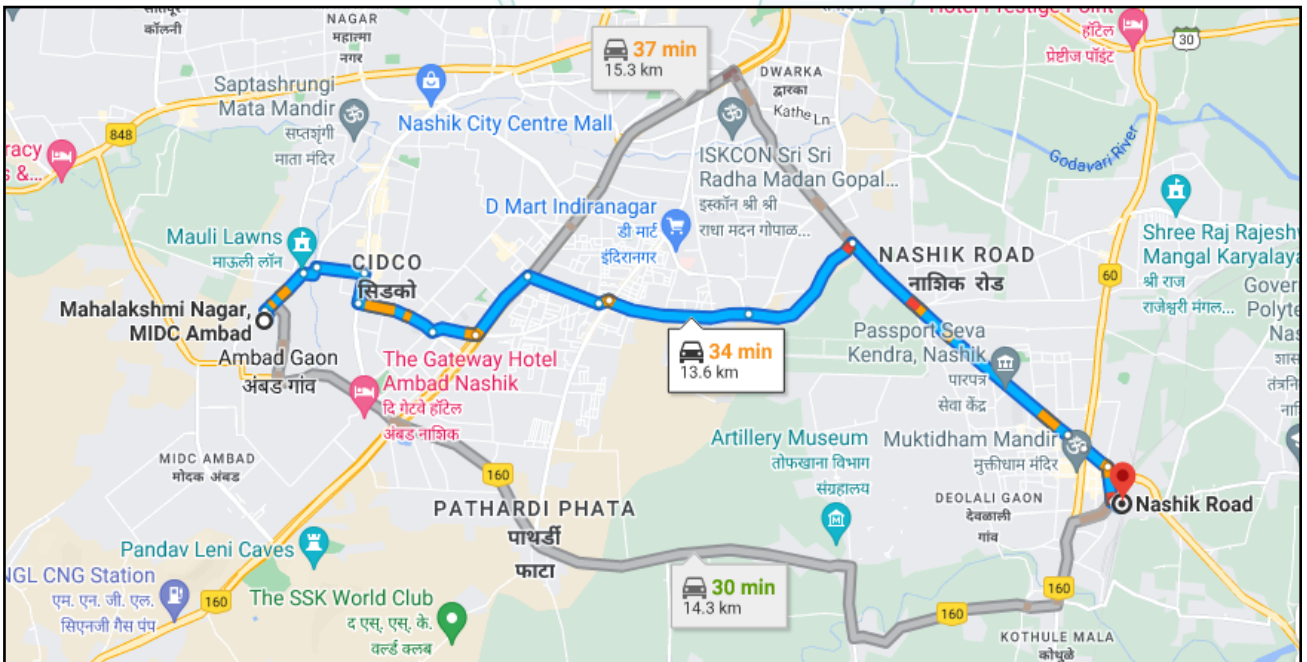 सातपूर
कॉलनी
NAGAR
महात्मा
नगर
Hotel Prestige Point
हॉटेल
प्रेष्टीज पॉइंट
30
37 min
15.3 km
DWARKA
द्वारका
Kathe Ln
Saptashrungi
Mata Mandir
सप्तशृंगी
माता मंदिर
Nashik City Centre Mall
848
racy
s &...
ISKCON Sri Sri
Radha Madan Gopal...
इस्कॉन श्री श्री
राधा मदन गोपाळ...
Godavari River
D Mart Indiranagar
डी मार्ट
इंदिरानगर
Mauli Lawns
माऊली लॉन
CIDCO
सिडको
NASHIK ROAD
नाशिक रोड
60
Shree Raj Rajeshw
Mangal Karyalaya
श्री राज
राजेश्वरी मंगल...
Gover
Polyte
Nas
शास
तंत्रनि
Mahalakshmi Nagar,
MIDC Ambad
Ambad Gaon
अंबड गांव
The Gateway Hotel
Ambad Nashik
दि गेटवे हॉटेल
अंबड नाशिक
34 min
13.6 km
Passport Seva
Kendra, Nashik
पारपत्र
सेवा केंद्र
MIDC AMBAD
मोदक अंबड
160
Artillery Museum
तोफखाना विभाग
संग्रहालय
Muktidham Mandir
मुक्तीधाम मंदिर
DEOLALI GAON
देवळाली
गांव
Nashik Road
PATHARDI PHATA
पाथर्डी
फाटा
Pandav Leni Caves
NGL CNG Station
एम. एन. जी. एल.
सिएनजी गैस पंप
160
The SSK World Club
द एस्. एस्. के.
वर्ल्ड क्लब
30 min
14.3 km
160
160
KOTHULE MALA
कोथुळे